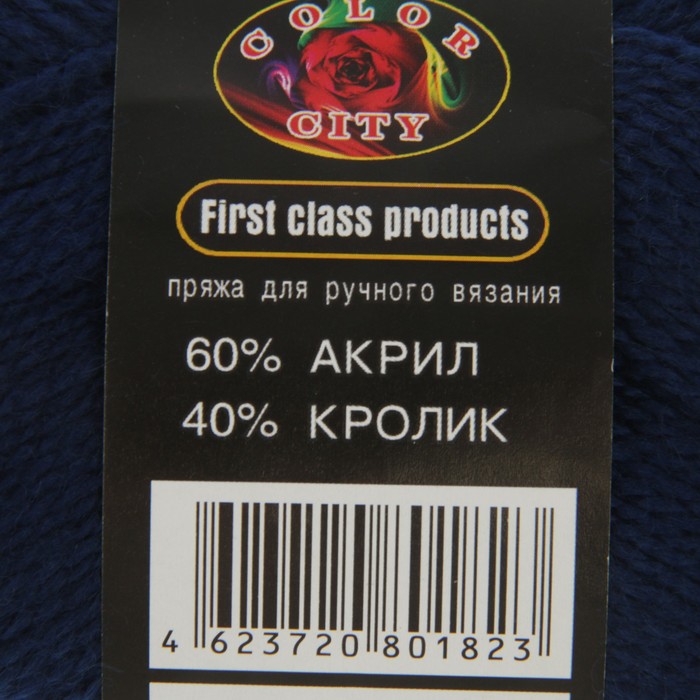 COLOR
CITY
First class products
пряжа для ручного вязания
60% АКРИЛ
40% КРОЛИК
4 623720 801823